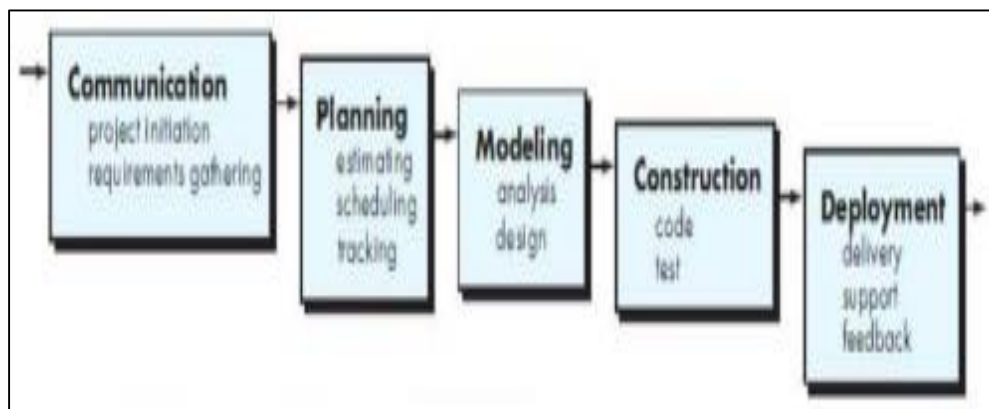 Communication
project initiation
requirements gathering
Planning
estimating
scheduling
tracking
Modeling
analysis
design
Construction
code
test
Deployment
delivery
support
feedback